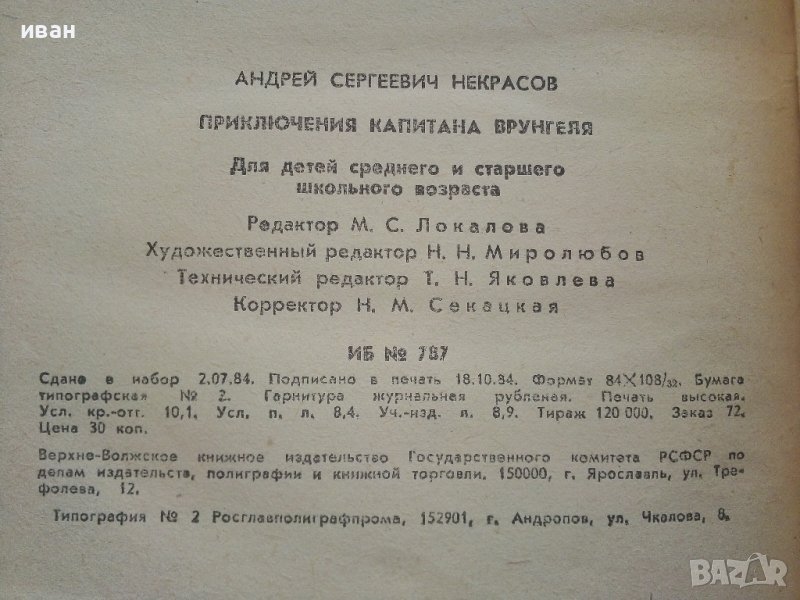 иван
АНДРЕЙ СЕРГЕЕВИЧ НЕКРАСОВ
ПРИКЛЮЧЕНИЯ КАПИТАНА ВРУНГЕЛЯ
Для детей среднего и старшего
школьного возраста
Редактор М. С. Локалова
Художественный редактор Н. Н. Миролюбов
Технический редактор Т. Н. Яковлева
Корректор Н. М. Секацкая
ИБ № 787
Сдано в набор 2.07.84. Подписано в печать 18.10.84. Формат 84×108/32. Бумага
типографская № 2. Гарнитура журнальная рубленая. Печать высокая.
Усл. кр.-отт. 10,1. Усл. п. л. 8,4. Уч.-изд. л. 8,9. Тираж 120 000. Заказ 72.
Цена 30 коп.
Верхне-Волжское книжное издательство Государственного комитета РСФСР по
делам издательств, полиграфии и книжной торговли. 150000, г. Ярославль, ул. Тре-
фолева, 12.
Типография № 2 Росглавполиграфпрома, 152901, г. Андропов, ул. Чкалова, 8.
BAZAR